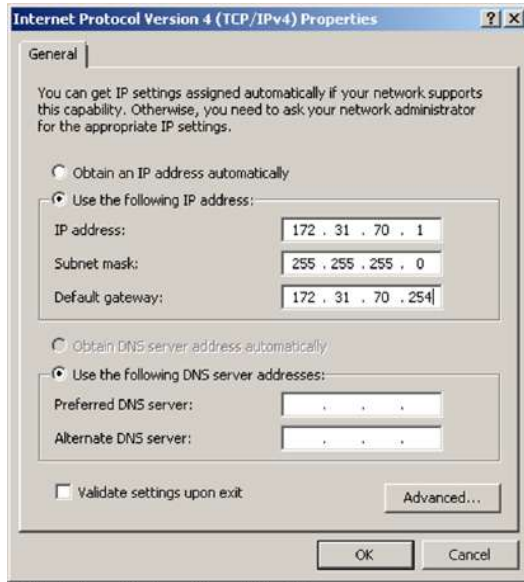 Internet Protocol Version 4 (TCP/IPv4) Properties ? X
General
You can get IP settings assigned automatically if your network supports
this capability. Otherwise, you need to ask your network administrator
for the appropriate IP settings.
Obtain an IP address automatically
Use the following IP address:
IP address: 172 . 31 . 70 . 1
Subnet mask: 255 . 255 . 255 . 0
Default gateway: 172 . 31 . 70 . 254
Obtain DNS server address automatically
Use the following DNS server addresses:
Preferred DNS server: . . .
Alternate DNS server: . . .
Validate settings upon exit
Advanced...
OK Cancel